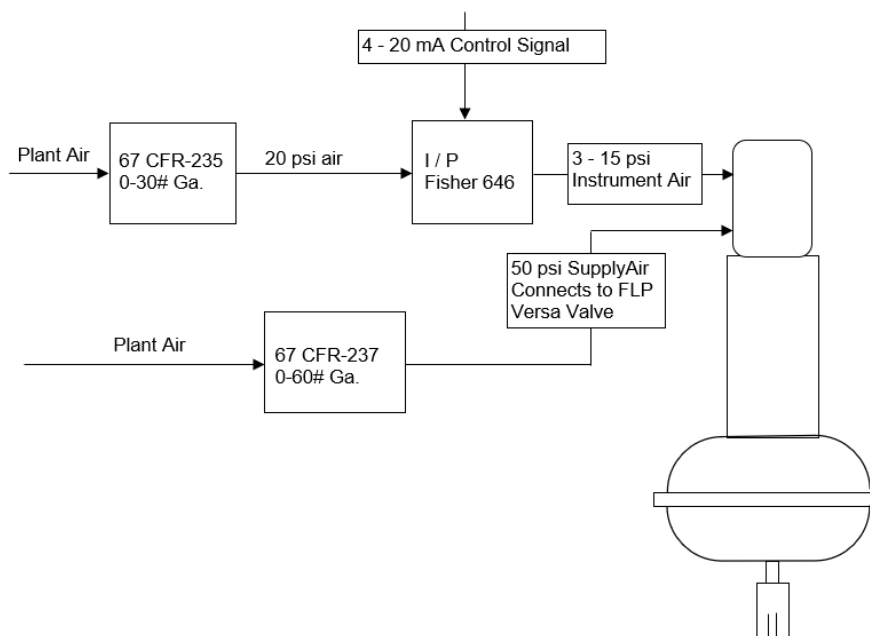 4 - 20 mA Control Signal
Plant Air
67 CFR-235
0-30# Ga.
20 psi air
I / P
Fisher 646
3 - 15 psi
Instrument Air
50 psi SupplyAir
Connects to FLP
Versa Valve
Plant Air
67 CFR-237
0-60# Ga.